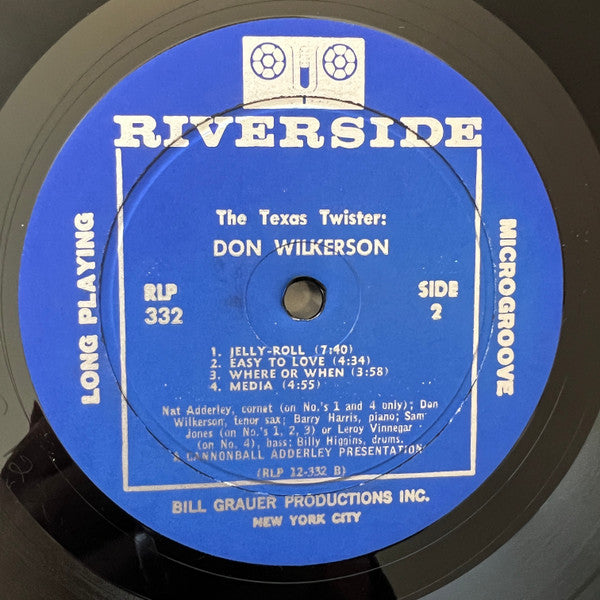 RIVERSIDE
The Texas Twister:
DON WILKERSON
LONG PLAYING
MICROGROOVE
RLP
332
SIDE
2
1. JELLY-ROLL (7:40)
2. EASY TO LOVE (4:34)
3. WHERE OR WHEN (3:58)
4. MEDIA (4:55)
Nat Adderley, cornet (on No.'s 1 and 4 only); Don
Wilkerson, tenor sax; Barry Harris, piano; Sam
Jones (on No.'s 1, 2, 3) or Leroy Vinnegar
(on No. 4), bass; Billy Higgins, drums.
A CANNONBALL ADDERLEY PRESENTATION
(RLP 12-332 B)
BILL GRAUER PRODUCTIONS INC.
NEW YORK CITY